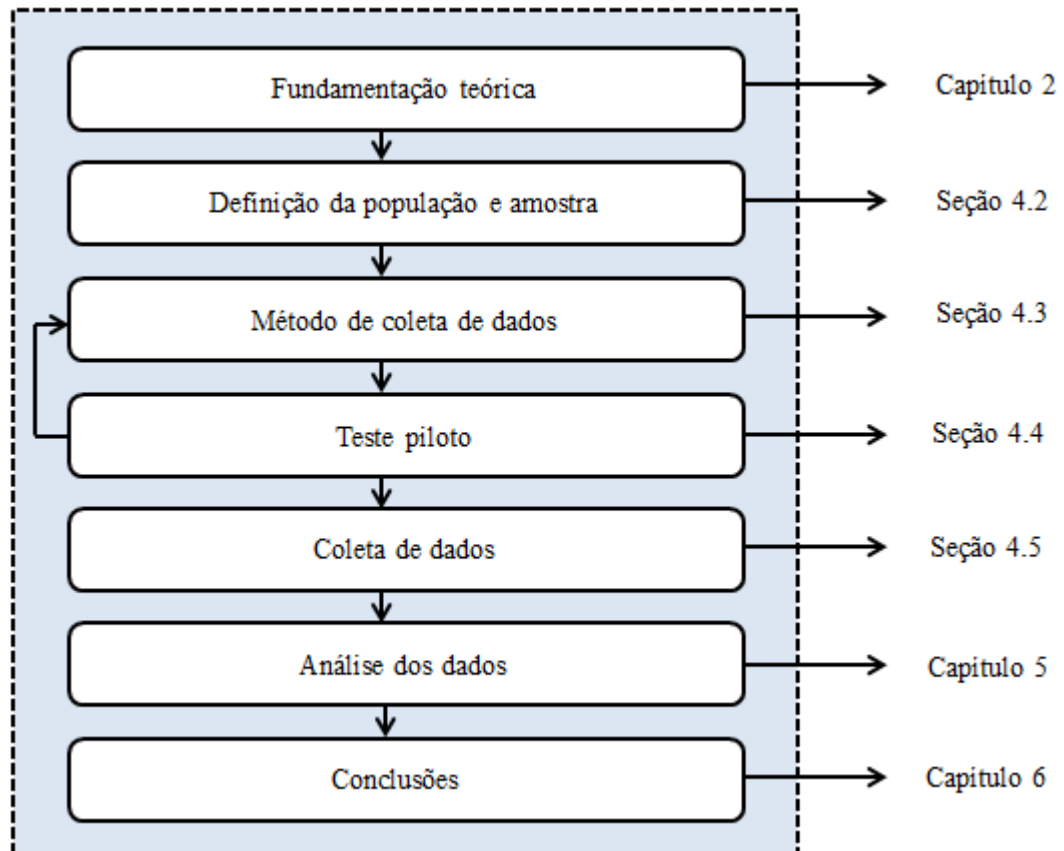 Fundamentação teórica
Capitulo 2
Definição da população e amostra
Seção 4.2
Método de coleta de dados
Seção 4.3
Teste piloto
Seção 4.4
Coleta de dados
Seção 4.5
Análise dos dados
Capitulo 5
Conclusões
Capitulo 6